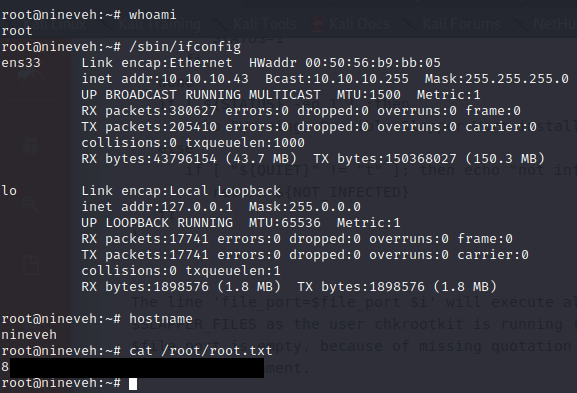 root@nineveh:~# whoami
root
root@nineveh:~# /sbin/ifconfig
ens33 Link encap:Ethernet HWaddr 00:50:56:b9:bb:05
inet addr:10.10.10.43 Bcast:10.10.10.255 Mask:255.255.255.0
UP BROADCAST RUNNING MULTICAST MTU:1500 Metric:1
RX packets:380627 errors:0 dropped:0 overruns:0 frame:0
TX packets:205410 errors:0 dropped:0 overruns:0 carrier:0
collisions:0 txqueuelen:1000
RX bytes:43796154 (43.7 MB) TX bytes:150368027 (150.3 MB)
lo Link encap:Local Loopback
inet addr:127.0.0.1 Mask:255.0.0.0
UP LOOPBACK RUNNING MTU:65536 Metric:1
RX packets:17741 errors:0 dropped:0 overruns:0 frame:0
TX packets:17741 errors:0 dropped:0 overruns:0 carrier:0
collisions:0 txqueuelen:1
RX bytes:1898576 (1.8 MB) TX bytes:1898576 (1.8 MB)
The line 'file_port=$file_port $i' will execute al
root@nineveh:~# hostname
nineveh
root@nineveh:~# cat /root/root.txt
8
root@nineveh:~#